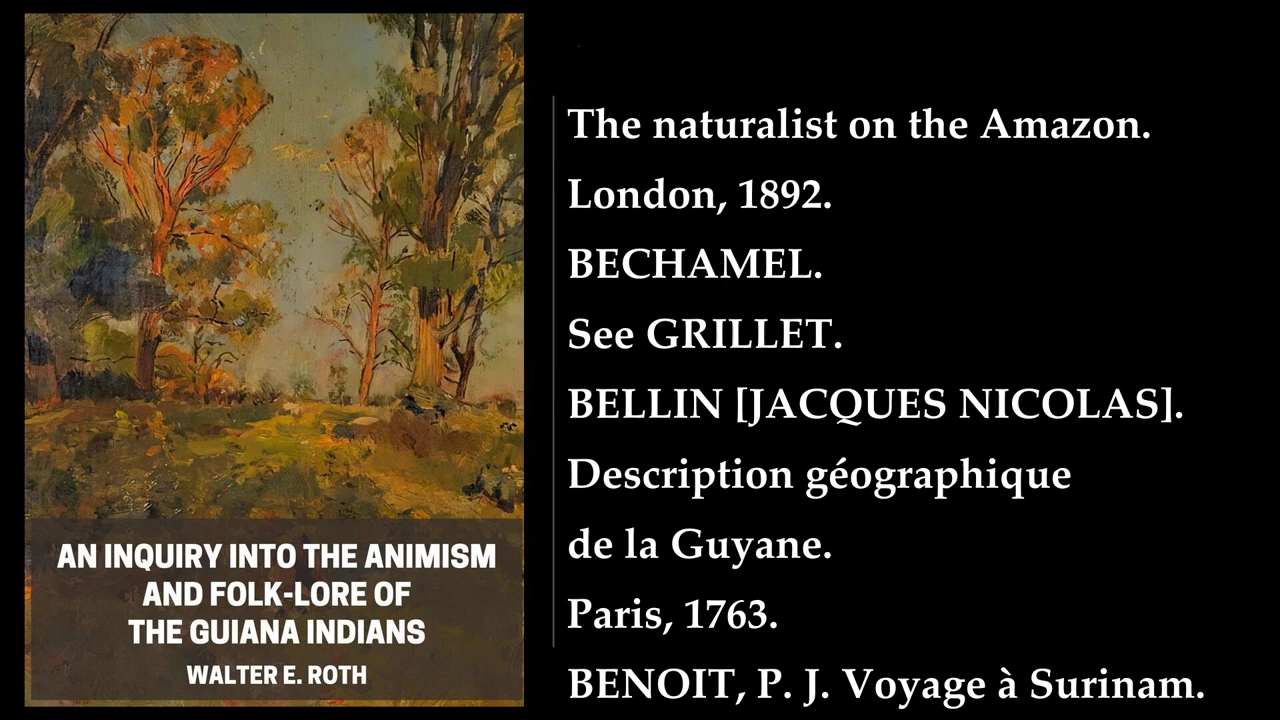 AN INQUIRY INTO THE ANIMISM
AND FOLK-LORE OF
THE GUIANA INDIANS
WALTER E. ROTH
The naturalist on the Amazon.
London, 1892.
BECHAMEL.
See GRILLET.
BELLIN [JACQUES NICOLAS].
Description géographique
de la Guyane.
Paris, 1763.
BENOIT, P. J. Voyage à Surinam.